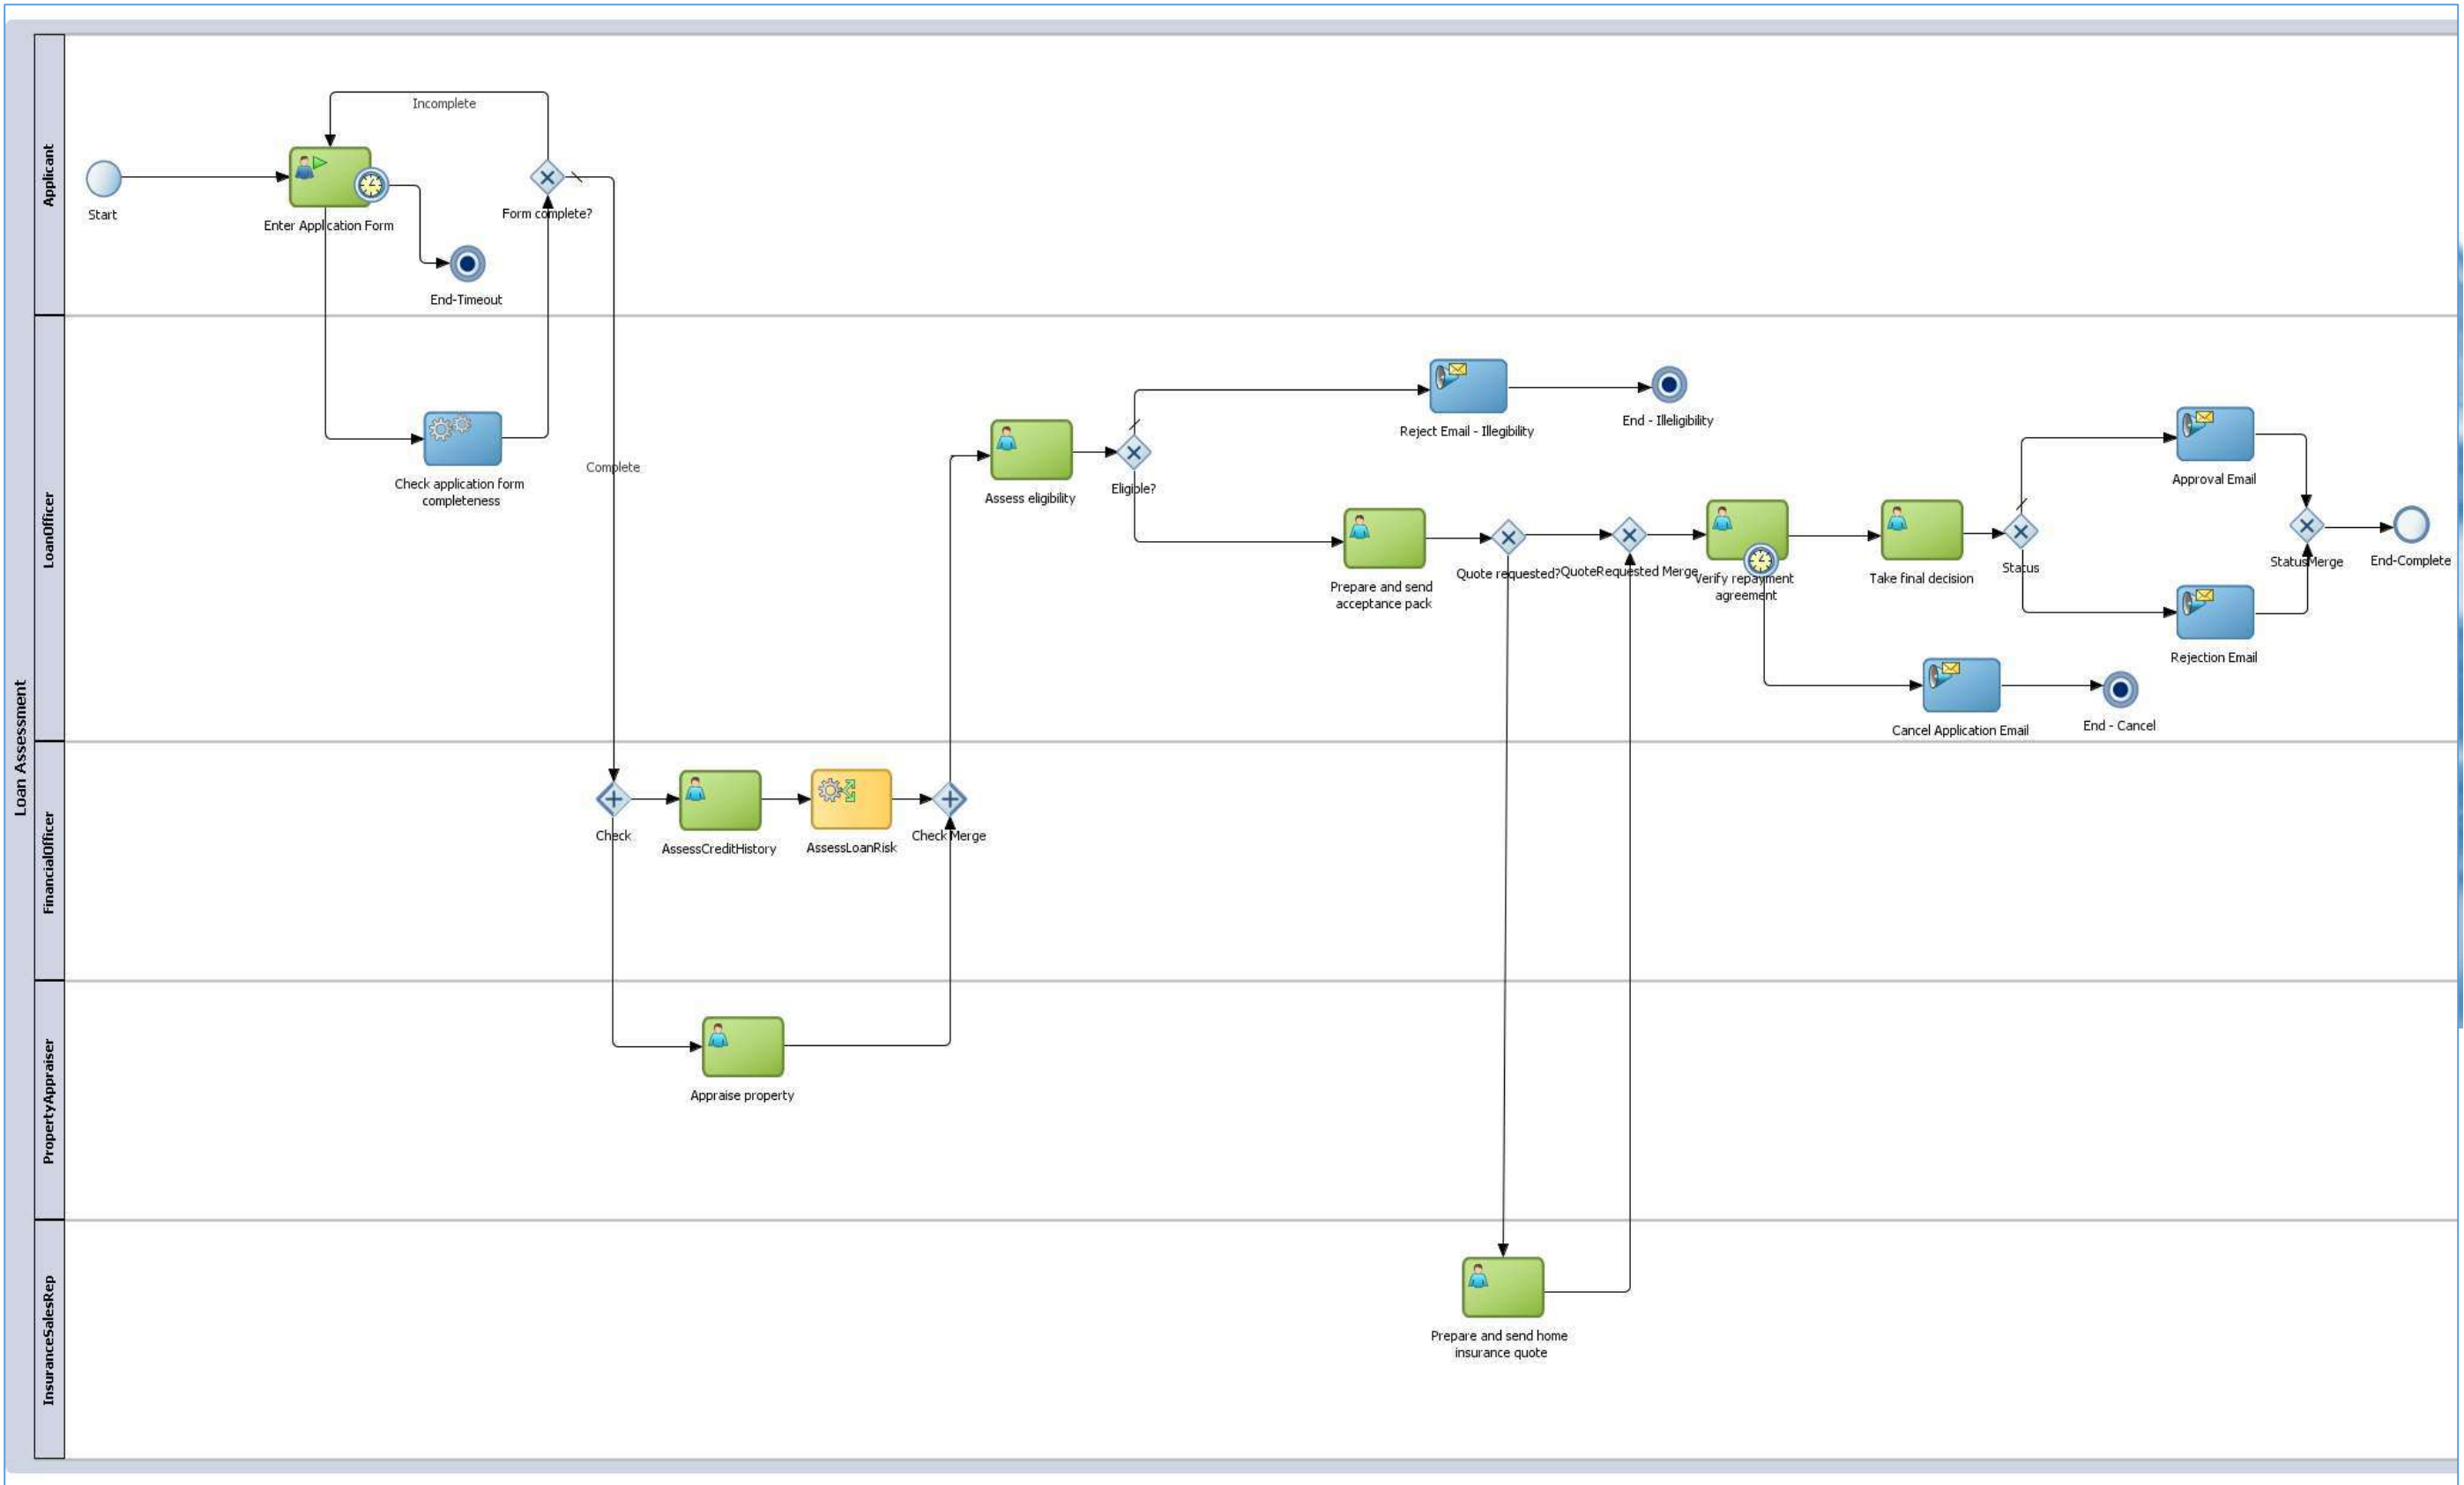 Loan Assessment
Applicant
Incomplete
Start
Enter Application Form
Form complete?
End-Timeout
LoanOfficer
Check application form
completeness
Complete
Assess eligibility
Eligible?
Reject Email - Illegibility
End - Illeligibility
Prepare and send
acceptance pack
Quote requested?
QuoteRequested Merge
Verify repayment
agreement
Take final decision
Status
Approval Email
Rejection Email
StatusMerge
End-Complete
Cancel Application Email
End - Cancel
FinancialOfficer
Check
AssessCreditHistory
AssessLoanRisk
Check Merge
PropertyAppraiser
Appraise property
InsuranceSalesRep
Prepare and send home
insurance quote